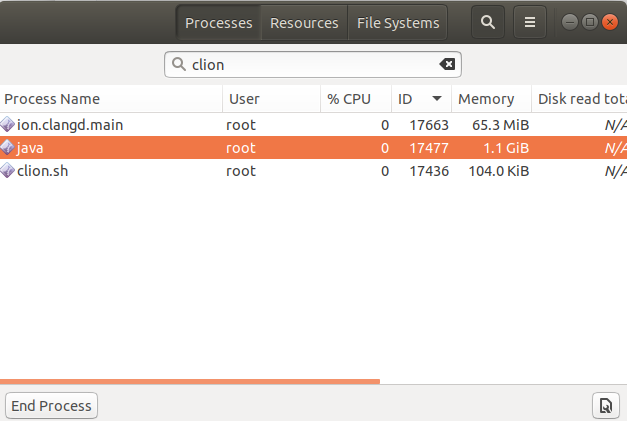 Processes Resources File Systems
clion
Process Name User % CPU ID Memory Disk read tota
ion.clangd.main root 0 17663 65.3 MiB N/A
java root 0 17477 1.1 GiB N/A
clion.sh root 0 17436 104.0 KiB N/A
End Process